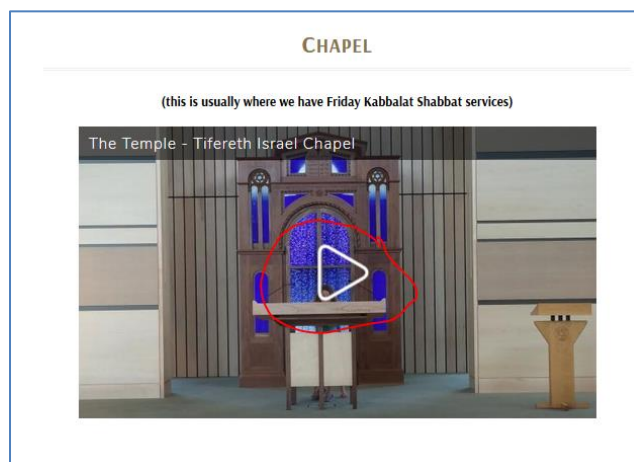 CHAPEL
(this is usually where we have Friday Kabbalat Shabbat services)
The Temple - Tifereth Israel Chapel